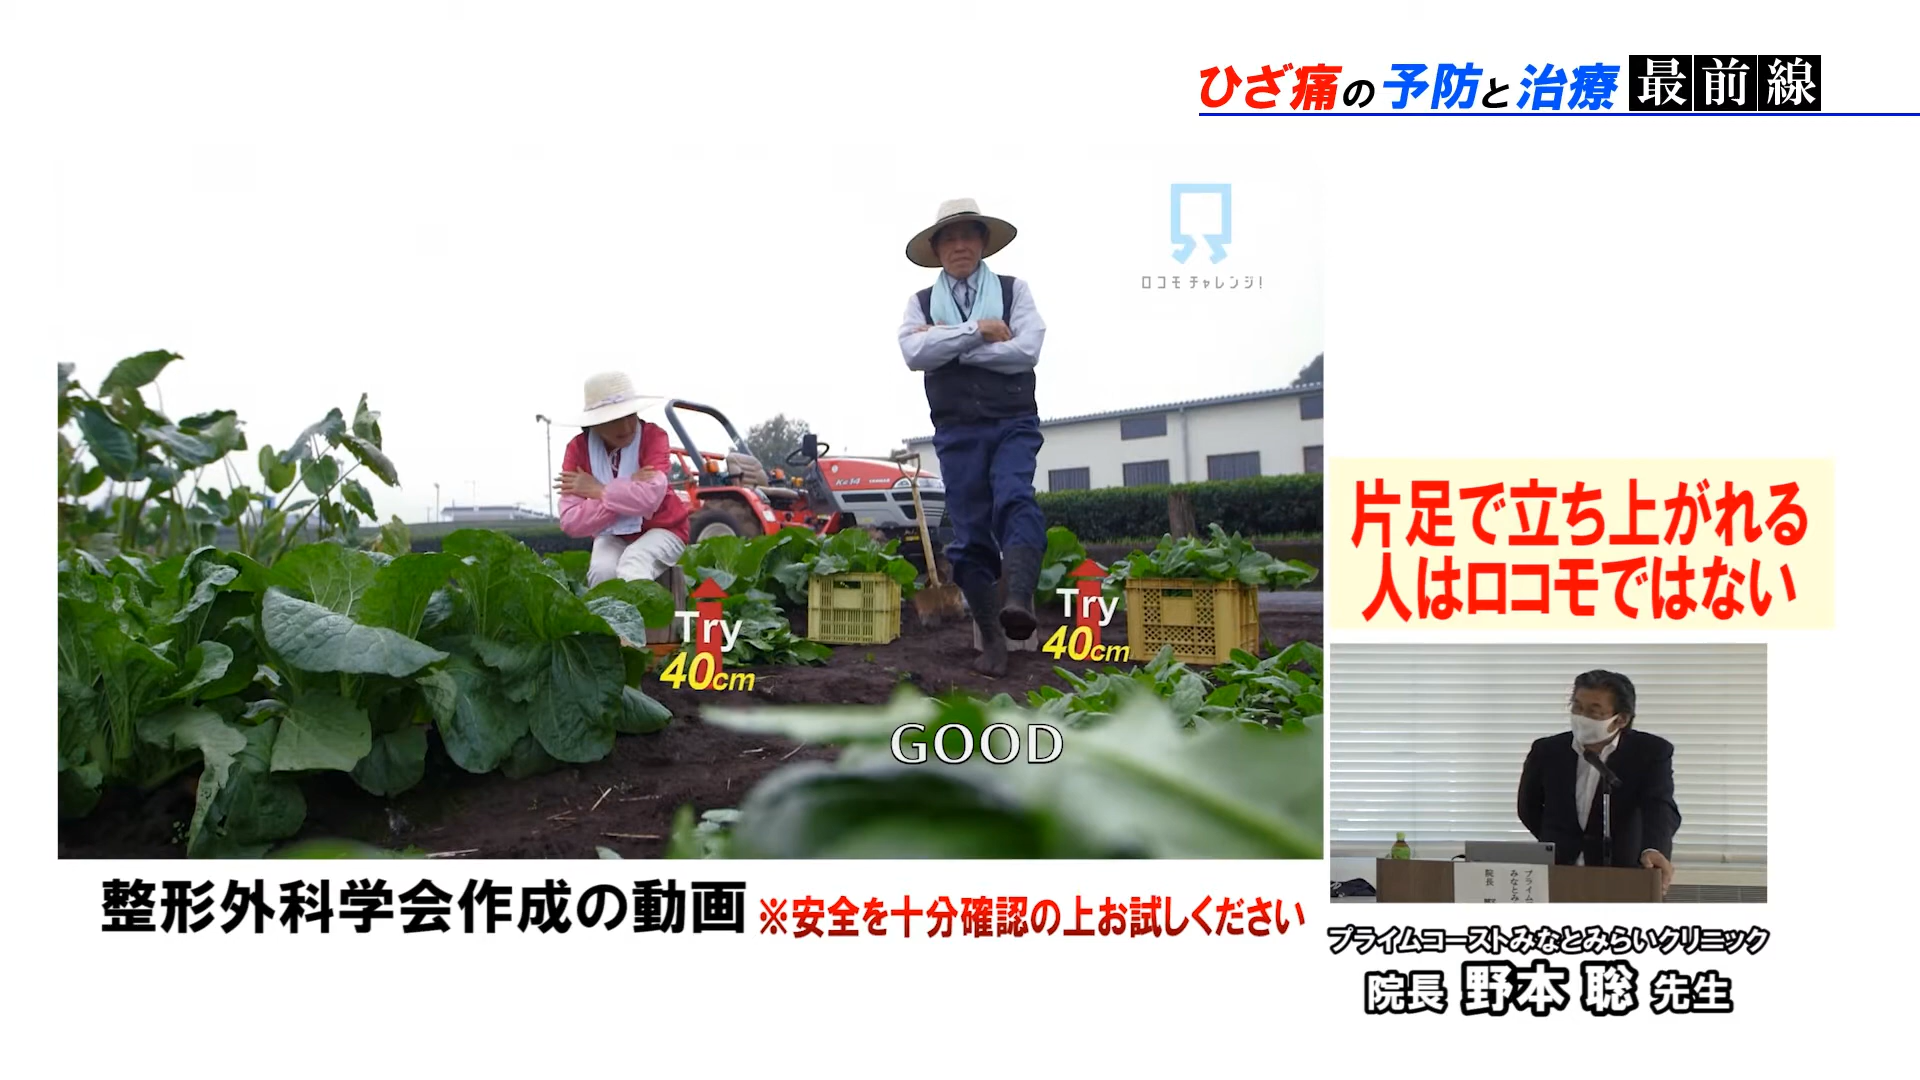 ひざ痛の予防と治療 最前線
ロコモ チャレンジ!
片足で立ち上がれる
人はロコモではない
Try
40cm
Try
40cm
GOOD
整形外科学会作成の動画 ※安全を十分確認の上お試しください
プライムコーストみなとみらいクリニック
院長 野本 聡 先生